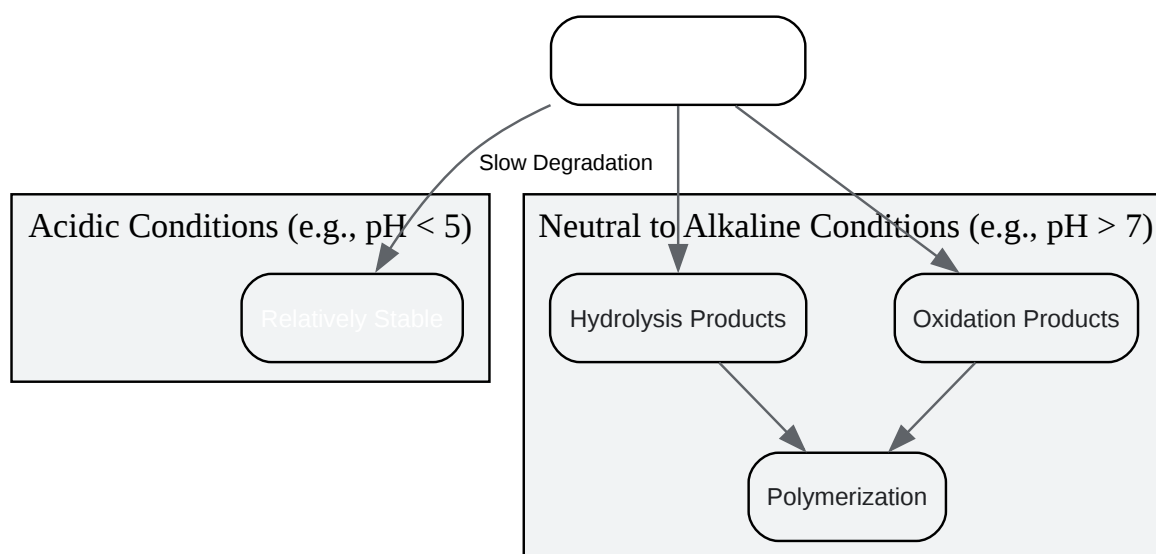 Slow Degradation
Acidic Conditions (e.g., pH < 5)
Neutral to Alkaline Conditions (e.g., pH > 7)
Relatively Stable
Hydrolysis Products
Oxidation Products
Polymerization